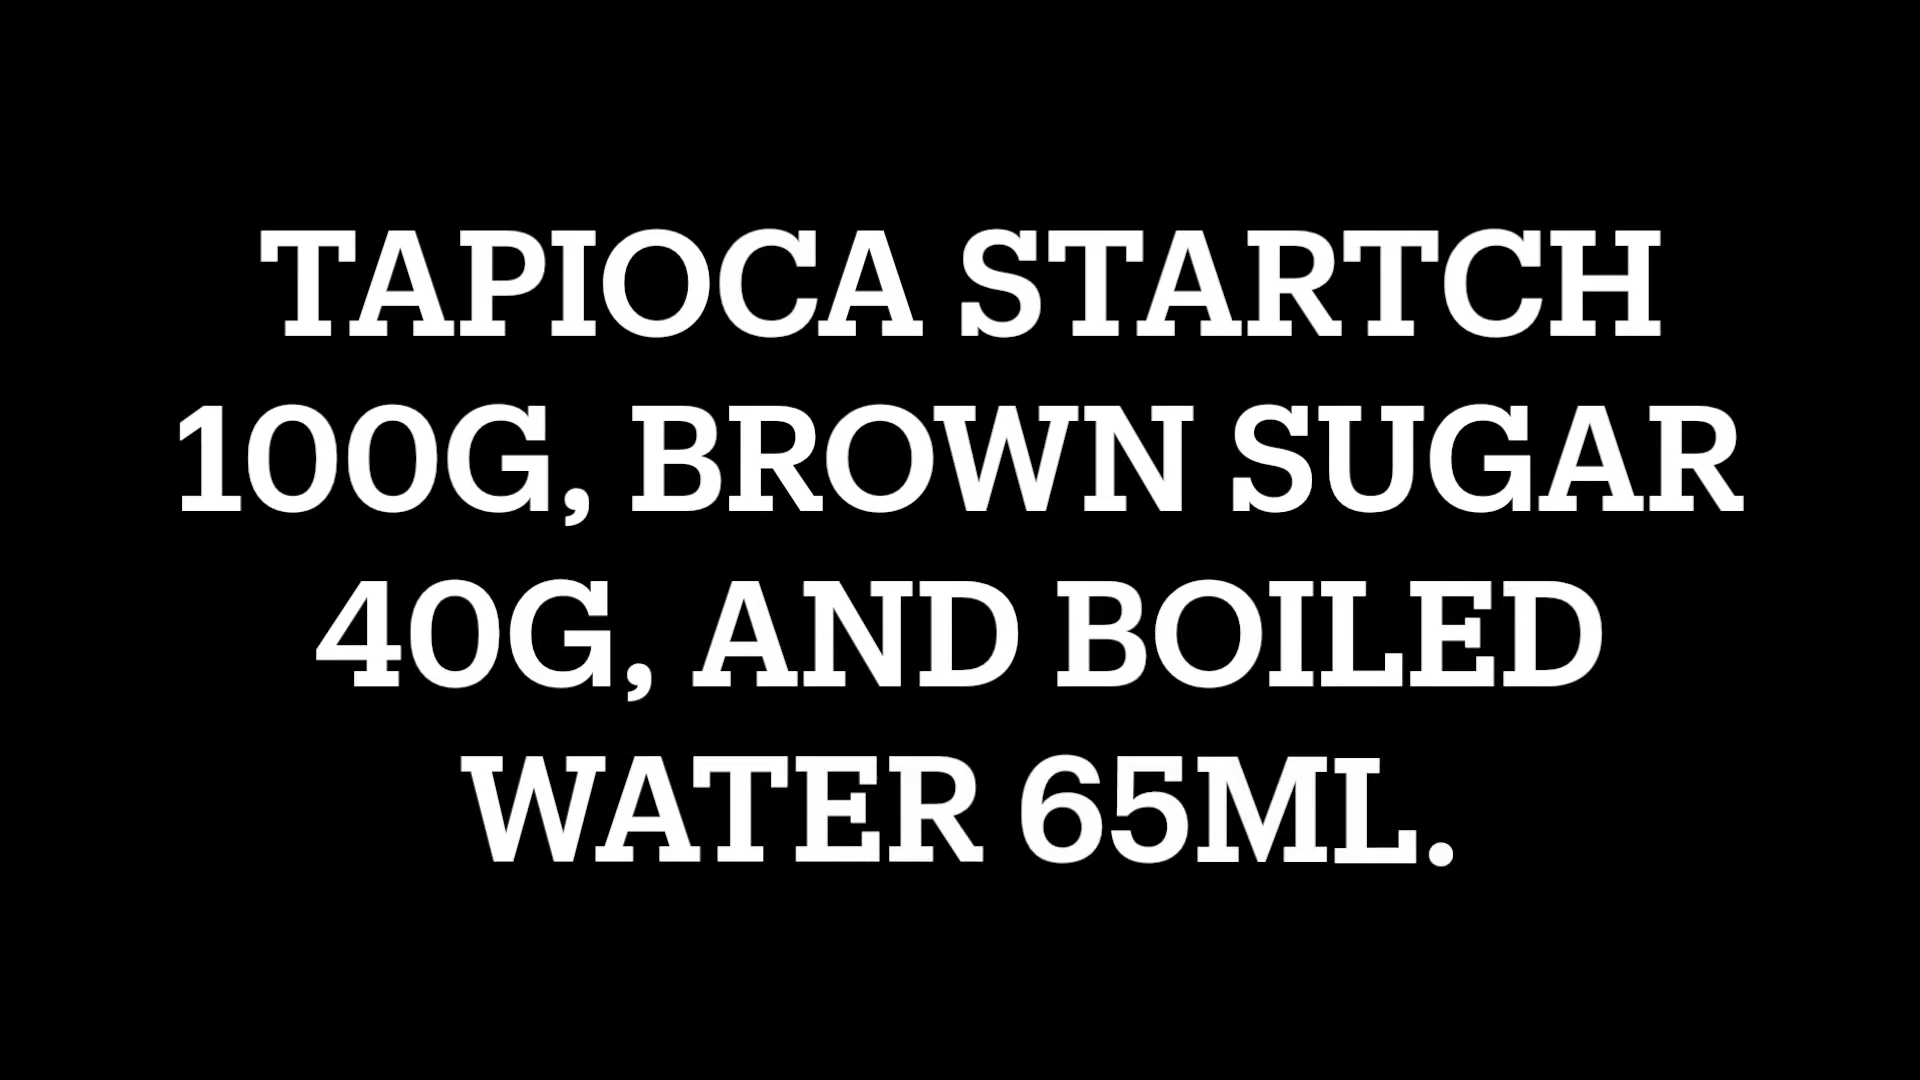 TAPIOCA STARTCH
100G, BROWN SUGAR
40G, AND BOILED
WATER 65ML.